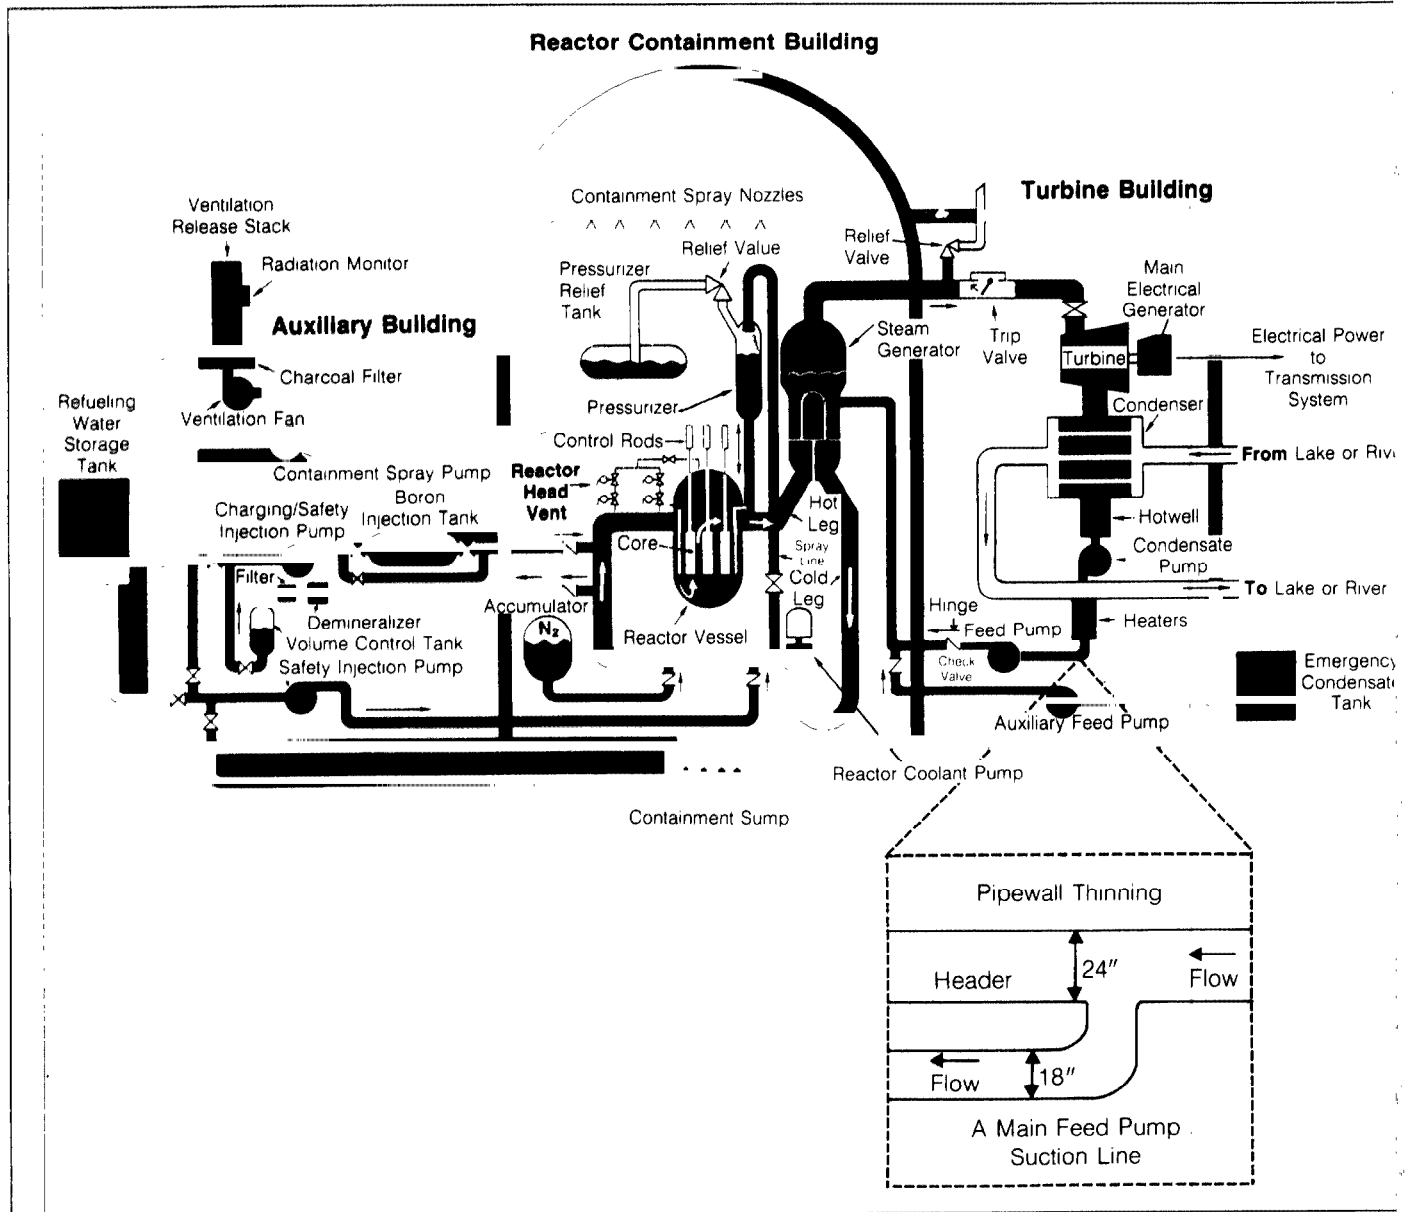 Reactor Containment Building
Containment Spray Nozzles
Turbine Building
Ventilation
Release Stack
Radiation Monitor
Auxiliary Building
Charcoal Filter
Ventilation Fan
Refueling
Water
Storage
Tank
Containment Spray Pump
Boron
Injection Tank
Charging/Safety
Injection Pump
Filter
Demineralizer
Volume Control Tank
Safety Injection Pump
Relief Value
Pressurizer
Relief
Tank
Pressurizer
Control Rods
Reactor
Head
Vent
Core
Accumulator
N2
Reactor Vessel
Hot
Leg
Spray
Line
Cold
Leg
Steam
Generator
Relief
Valve
Trip
Valve
Main
Electrical
Generator
Turbine
Electrical Power
to
Transmission
System
Condenser
From Lake or
Hotwell
Condensate
Pump
To Lake or River
Heaters
Hinge
Feed Pump
Check
Valve
Emergency
Condensat
Tank
Auxiliary Feed Pump
Reactor Coolant Pump
Containment Sump
Pipewall Thinning
24"
Header
Flow
Flow
18"
A Main Feed Pump
Suction Line